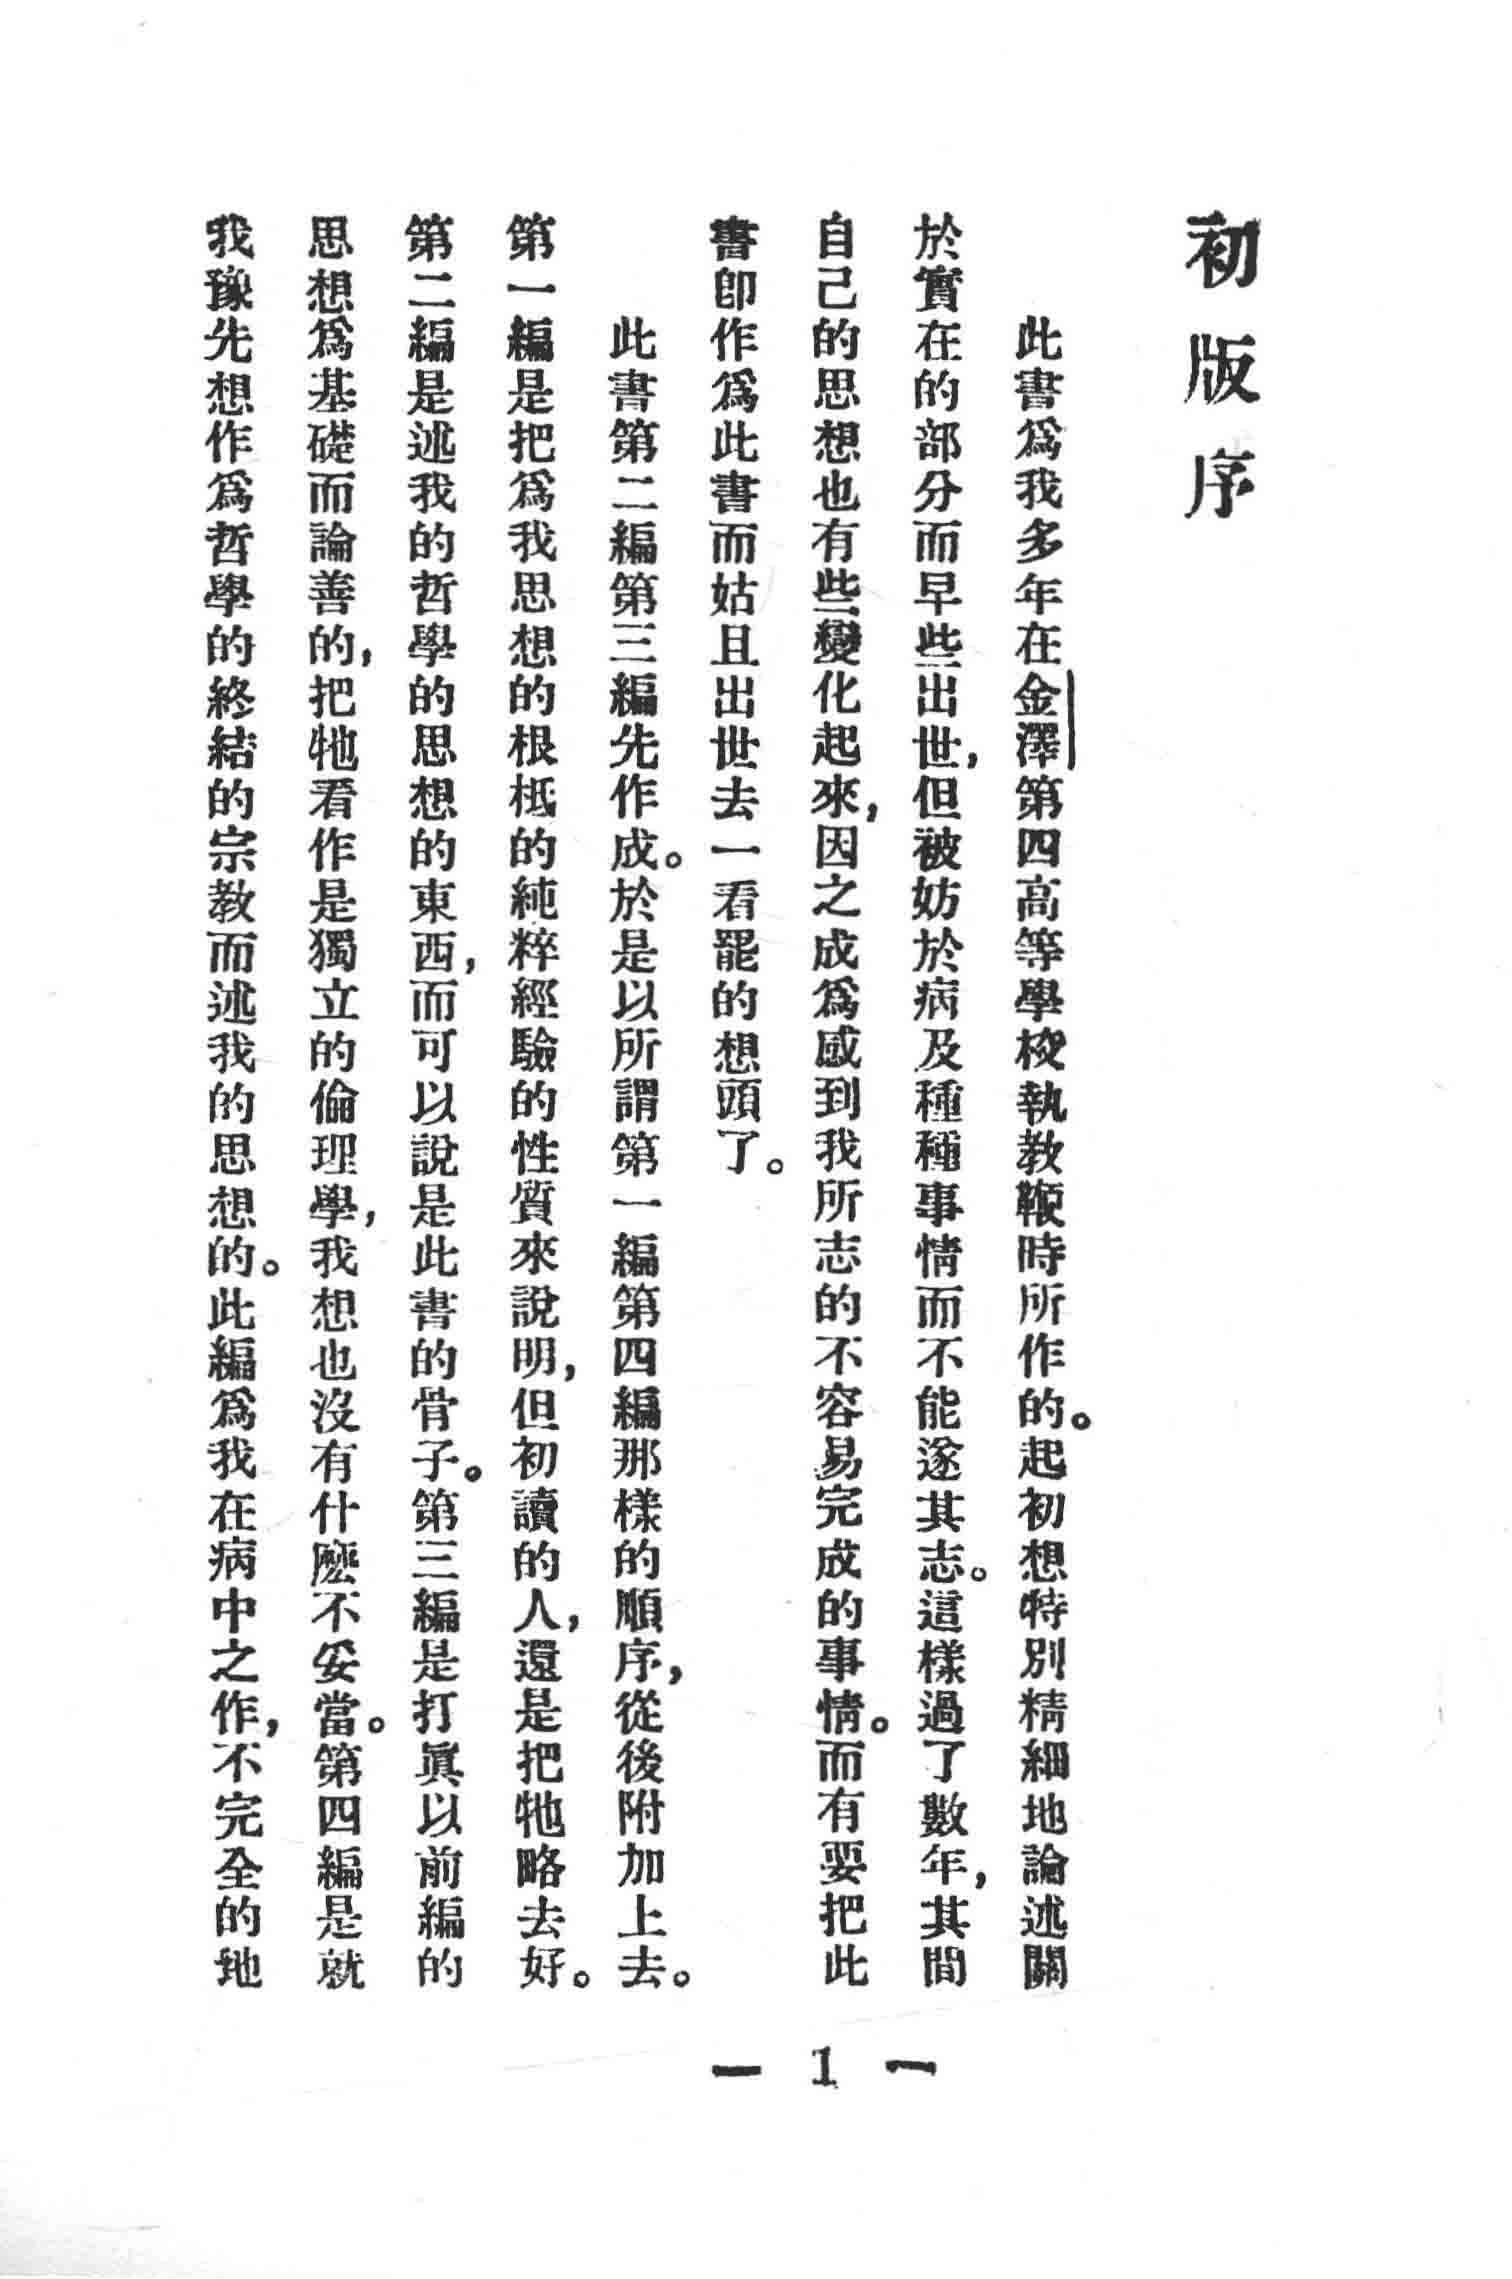 初版序
此書爲我多年在金澤第四高等學校執教鞭時所作的。起初想特別精細地論述關
於實在的部分而早些出世，但被妨於病及種種事情而不能遂其志。這樣過了數年，其間
自己的思想也有些變化起來，因之成爲感到我所志的不容易完成的事情。而有要把此
書卽作爲此書而姑且出世去一看罷的想頭了。
此書第二編第三編先作成。於是以所謂第一編第四編那樣的順序，從後附加上去。
第一編是把爲我思想的根柢的純粹經驗的性質來說明，但初讀的人，還是把牠略去好。
第二編是述我的哲學的思想的東西，而可以說是此書的骨子。第三編是打眞以前編的
思想爲基礎而論善的，把牠看作是獨立的倫理學，我想也沒有什麽不妥當。第四編是就
我豫先想作爲哲學的終結的宗教而述我的思想的。此編爲我在病中之作，不完全的地
— 1 —